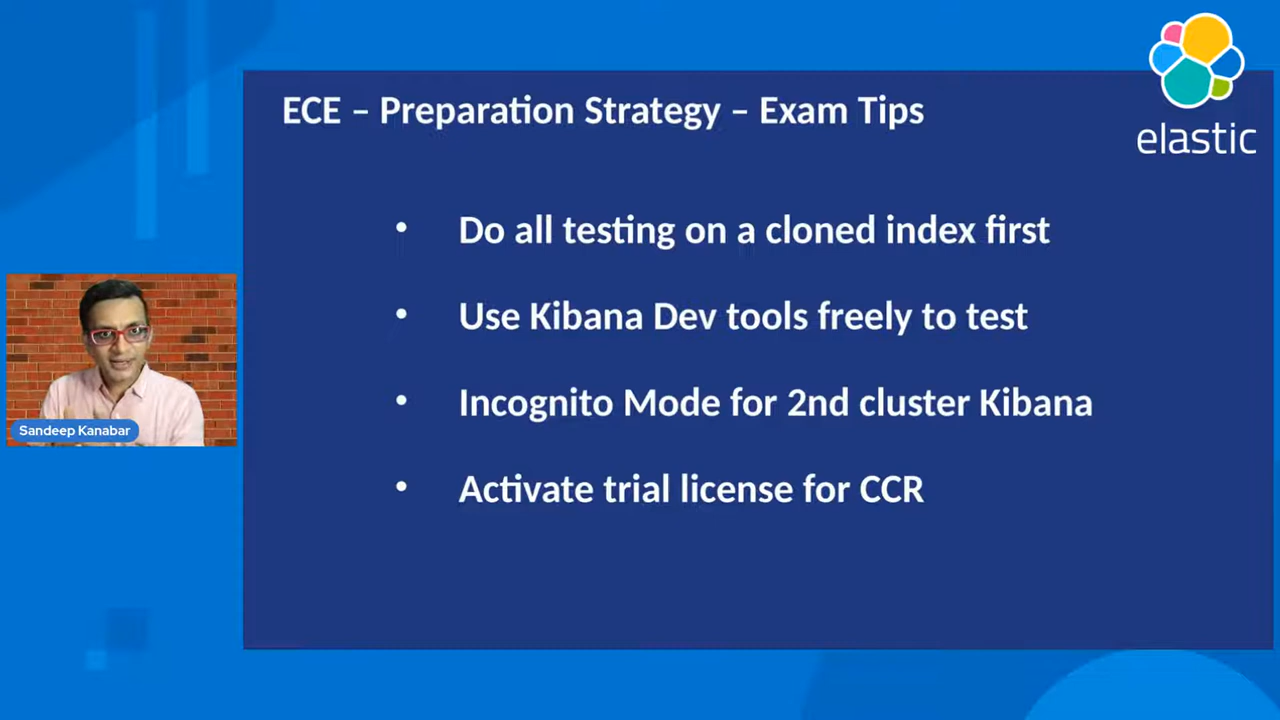 ECE – Preparation Strategy – Exam Tips
elastic
• Do all testing on a cloned index first
• Use Kibana Dev tools freely to test
• Incognito Mode for 2nd cluster Kibana
Sandeep Kanabar
• Activate trial license for CCR